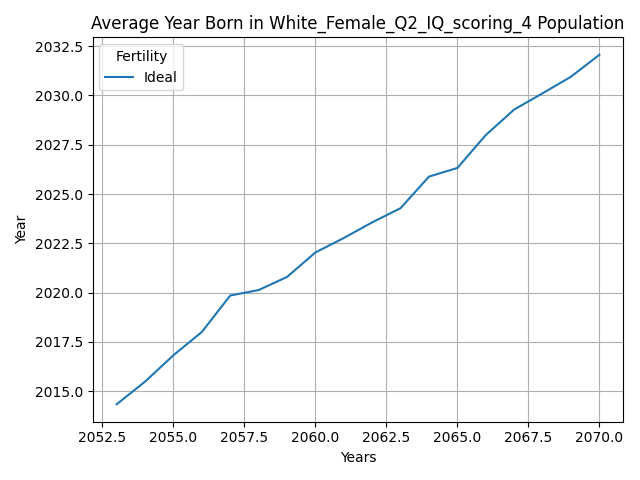 Average Year Born in White_Female_Q2_IQ_scoring_4 Population
2032.5
2030.0
2027.5
2025.0
2022.5
2020.0
2017.5
2015.0
Year
Fertility
Ideal
2052.5 2055.0 2057.5 2060.0 2062.5 2065.0 2067.5 2070.0
Years